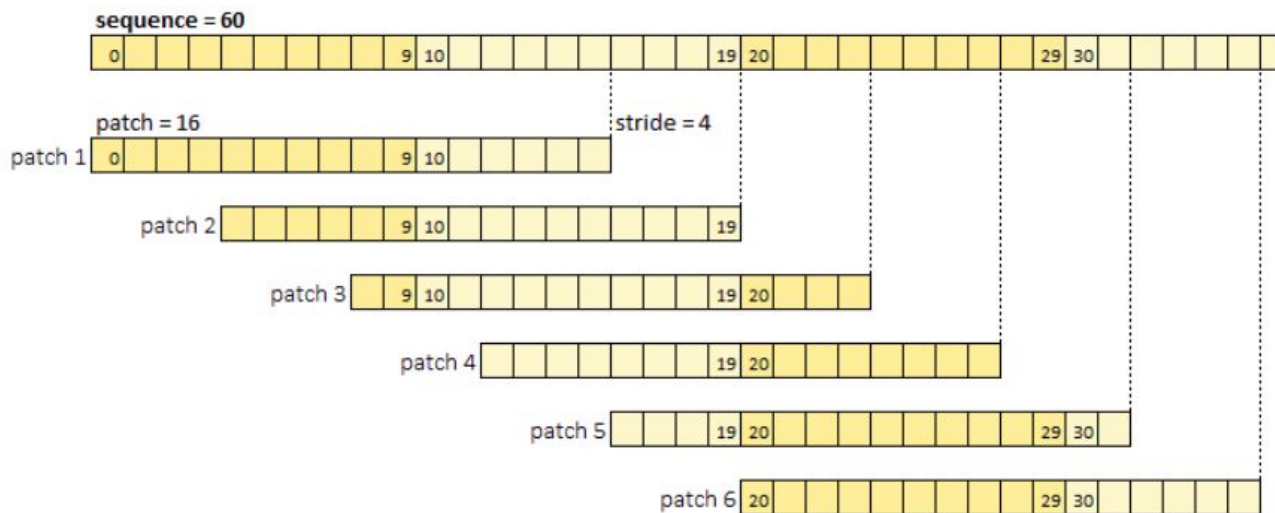 sequence = 60
0 9 10 19 20 29 30
patch = 16 stride = 4
patch 1 0 9 10
patch 2 9 10 19
patch 3 9 10 19 20
patch 4 19 20
patch 5 19 20 29 30
patch 6 20 29 30